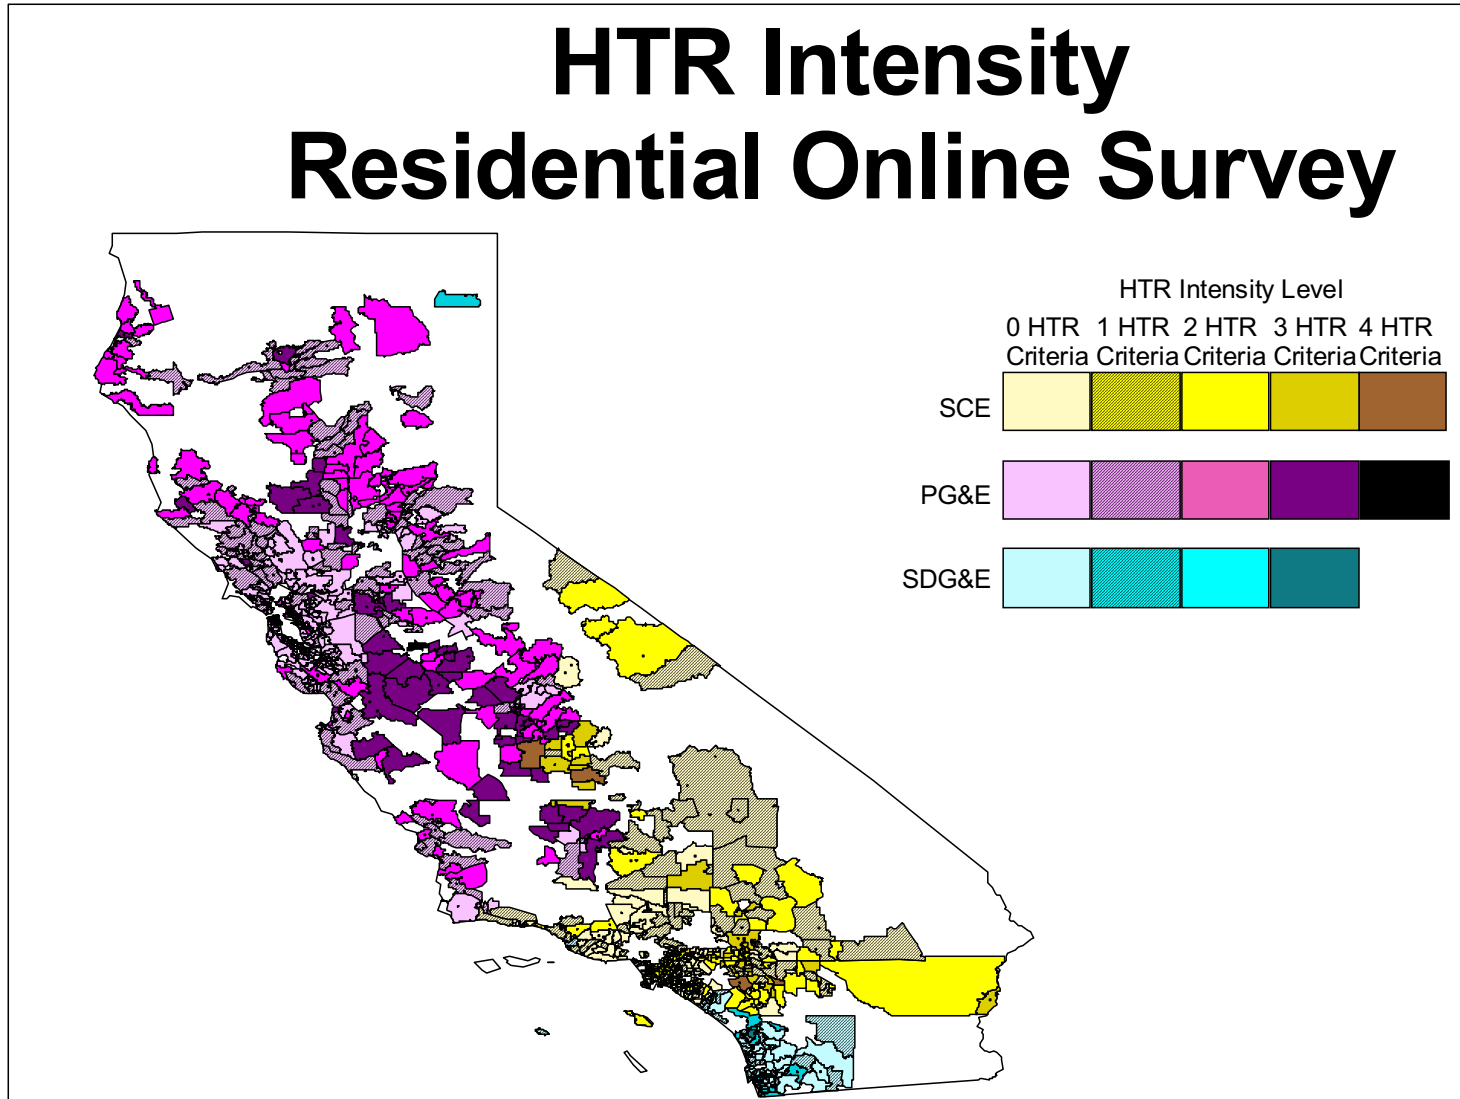 HTR Intensity
Residential Online Survey
HTR Intensity Level
0 HTR 1 HTR 2 HTR 3 HTR 4 HTR
Criteria Criteria Criteria Criteria Criteria
SCE
PG&E
SDG&E